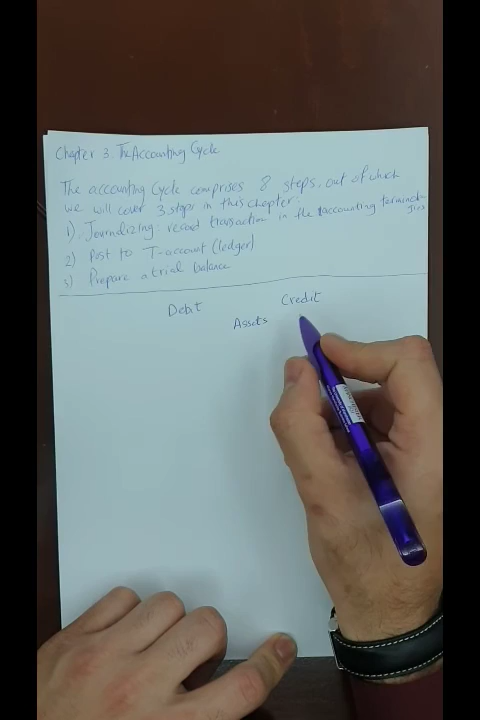 Chapter 3. The Accounting Cycle
The accounting Cycle comprises 8 steps, out of which
we will cover 3 steps in this chapter:
1). Journalizing record transaction in the accounting terminolo
gies
2) Post to T-account (ledger)
3) Prepare a trial balance
Debit Credit
Assets